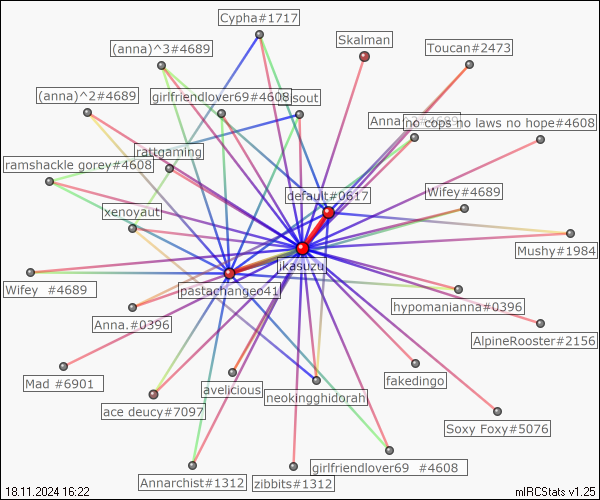 Cypha#1717
Skalman
(anna)^3#4689
Toucan#2473
(anna)^2#4689
girlfriendlover69#4608
sout
Anna
no cops no laws no hope#4608
rattgaming
ramshackle gorey#4608
default#0617
Wifey#4689
xenoyaut
Mushy#1984
jkasuzu
Wifey #4689
pastachangeo41
hypomanianna#0396
Anna.#0396
AlpineRooster#2156
Mad #6901
avelicious
fakedingo
neokingghidorah
ace deucy#7097
Soxy Foxy#5076
girlfriendlover69 #4608
Annarchist#1312
zibbits#1312
18.11.2024 16:22
mIRCStats v1.25